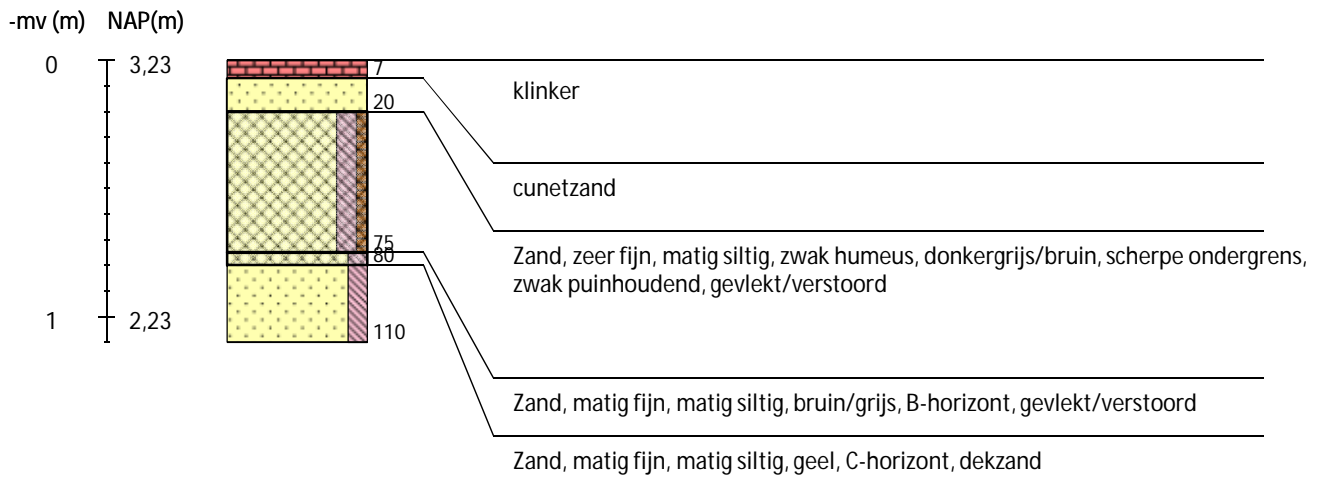 -mv (m) NAP(m)
0 3,23
7
klinker
20
cunetzand
75
80
Zand, zeer fijn, matig siltig, zwak humeus, donkergrijs/bruin, scherpe ondergrens,
zwak puinhoudend, gevlekt/verstoord
1 2,23
110
Zand, matig fijn, matig siltig, bruin/grijs, B-horizont, gevlekt/verstoord
Zand, matig fijn, matig siltig, geel, C-horizont, dekzand